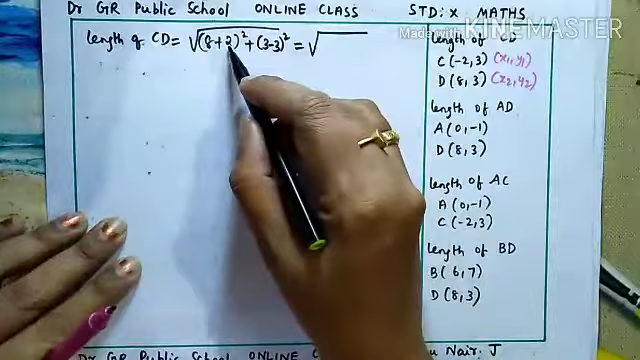 Dr GR Public School ONLINE CLASS STD: X MATHS
Made with KINEMASTER
length of CD = √(8+2)² + (3-3)² = √
length of CD
C (-2, 3) (x₁, y₁)
D (8, 3) (x₂, y₂)
length of AD
A (0, -1)
D (8, 3)
length of AC
A (0, -1)
C (-2, 3)
length of BD
B (6, 7)
D (8, 3)
Dr GR Public School ONLINE CLA Nair. J